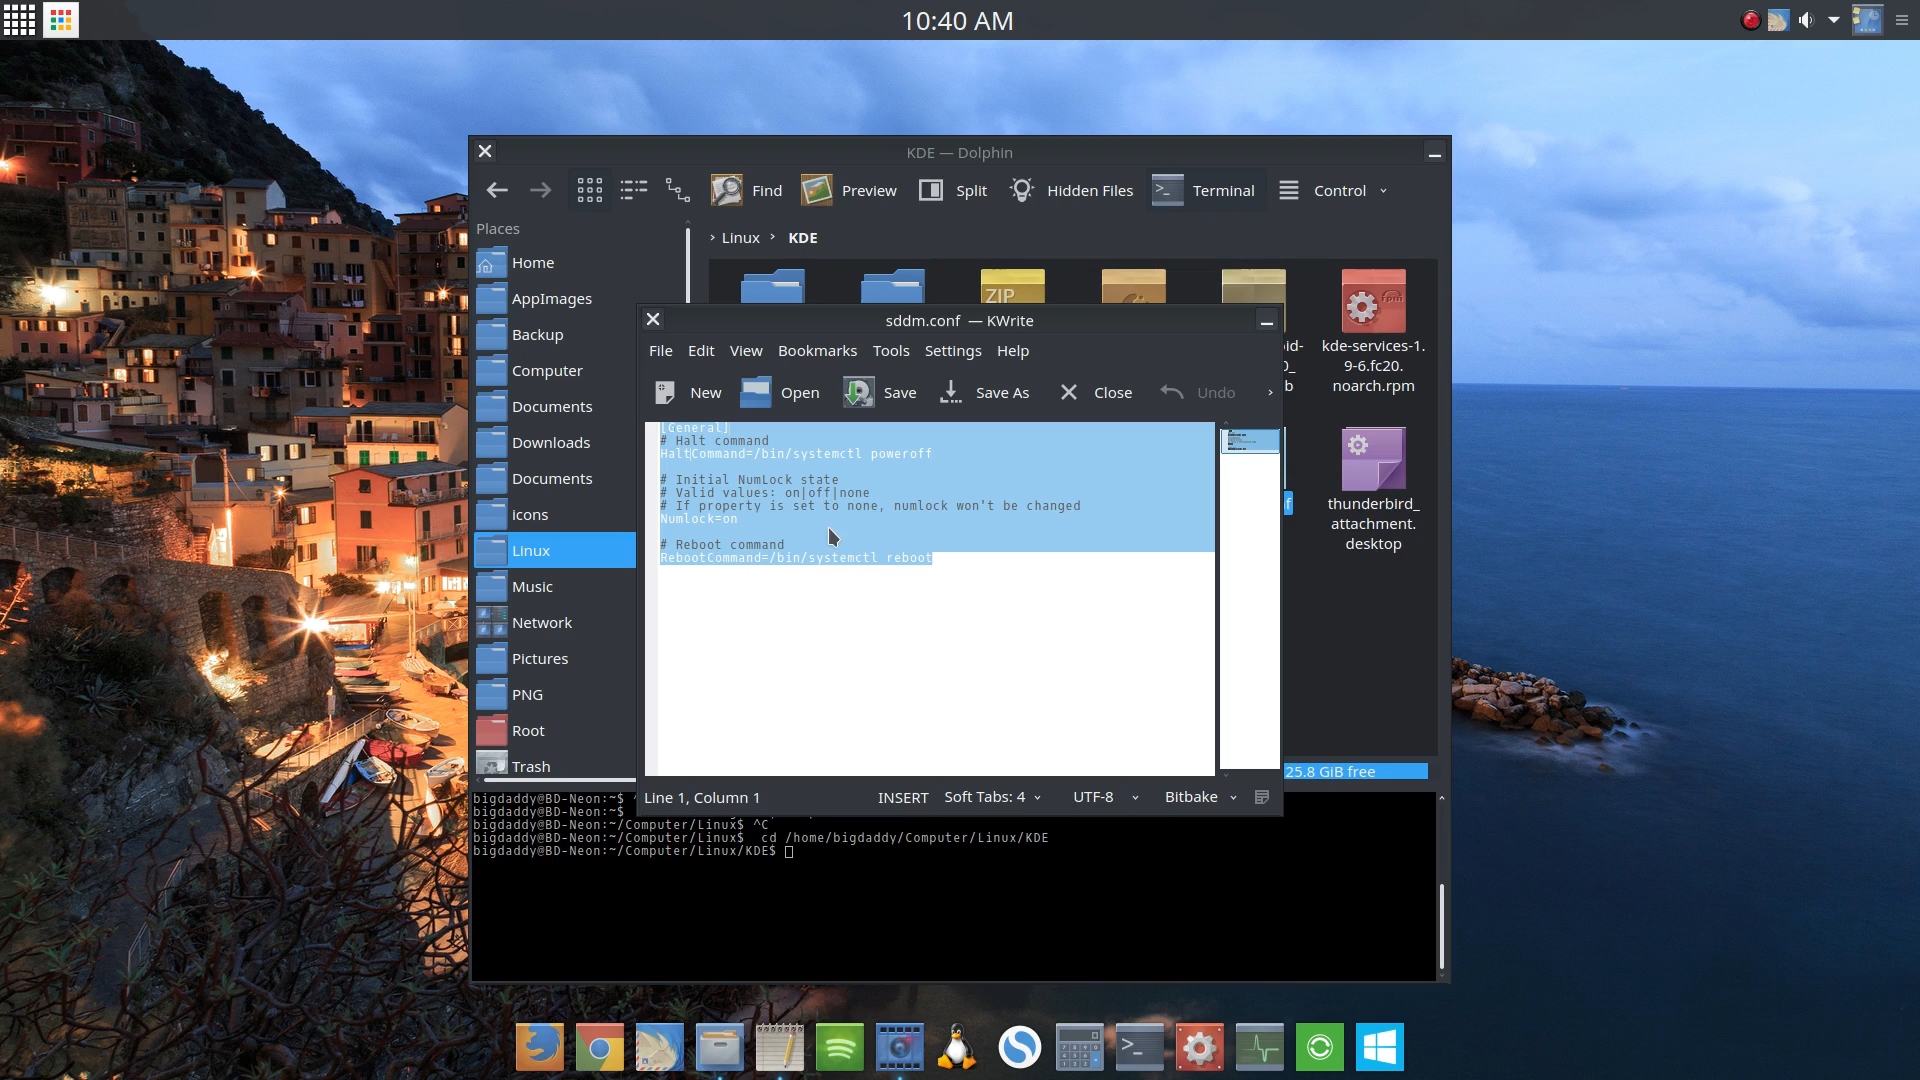 10:40 AM
KDE — Dolphin
Find Preview Split Hidden Files Terminal Control
Places
› Linux › KDE
Home
AppImages
Backup
Computer
Documents
Downloads
Documents
icons
Linux
Music
Network
Pictures
PNG
Root
Trash
ZIP
rpm
kde-services-1.
9-6.fc20.
noarch.rpm
thunderbird_
attachment.
desktop
25.8 GiB free
sddm.conf — KWrite
File Edit View Bookmarks Tools Settings Help
New Open Save Save As Close Undo
[General]
# Halt command
HaltCommand=/bin/systemctl poweroff
# Initial NumLock state
# Valid values: on|off|none
# If property is set to none, numlock won't be changed
Numlock=on
# Reboot command
RebootCommand=/bin/systemctl reboot
Line 1, Column 1 INSERT Soft Tabs: 4 UTF-8 Bitbake
bigdaddy@BD-Neon:~$
bigdaddy@BD-Neon:~$
bigdaddy@BD-Neon:~/Computer/Linux$ ^C
bigdaddy@BD-Neon:~/Computer/Linux$ cd /home/bigdaddy/Computer/Linux/KDE
bigdaddy@BD-Neon:~/Computer/Linux/KDE$